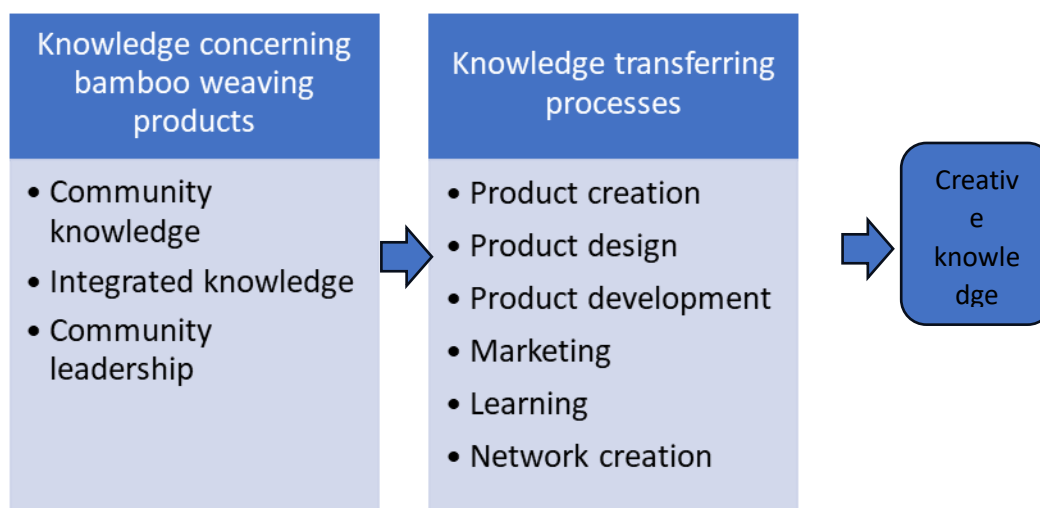 Knowledge concerning
bamboo weaving
products
• Community
knowledge
• Integrated knowledge
• Community
leadership
Knowledge transferring
processes
• Product creation
• Product design
• Product development
• Marketing
• Learning
• Network creation
Creativ
e
knowle
dge